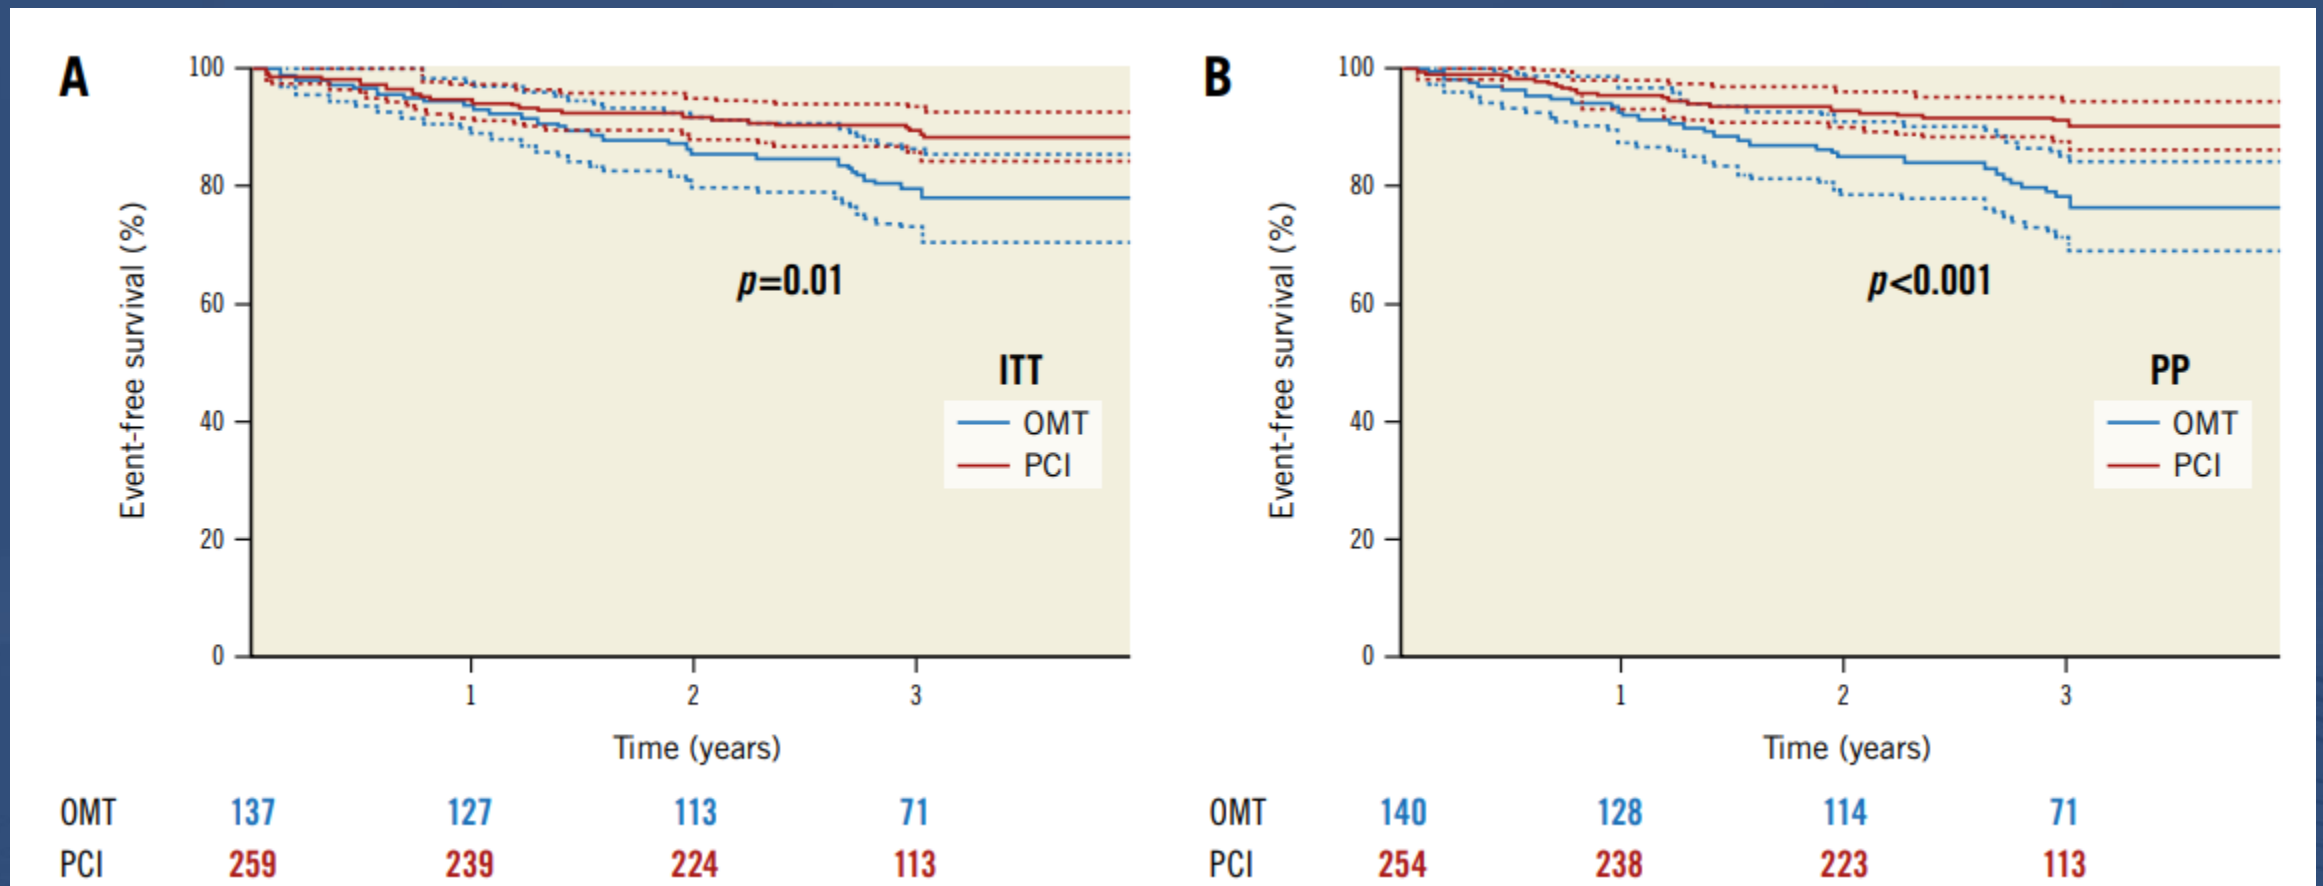 A
100
80
60
40
20
0
Event-free survival (%)
p=0.01
ITT
OMT
PCI
1 2 3
Time (years)
OMT 137 127 113 71
PCI 259 239 224 113
B
100
80
60
40
20
0
Event-free survival (%)
p<0.001
PP
OMT
PCI
1 2 3
Time (years)
OMT 140 128 114 71
PCI 254 238 223 113